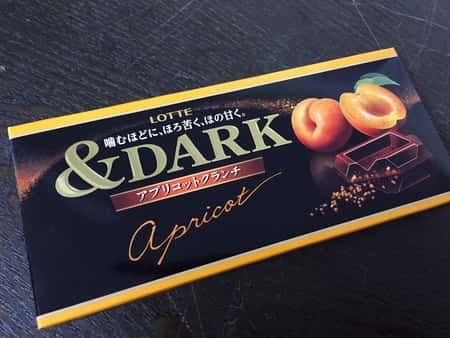 LOTTE
噛むほどに、ほろ苦く、ほの甘く。
&DARK
アプリコットクランチ
apricot